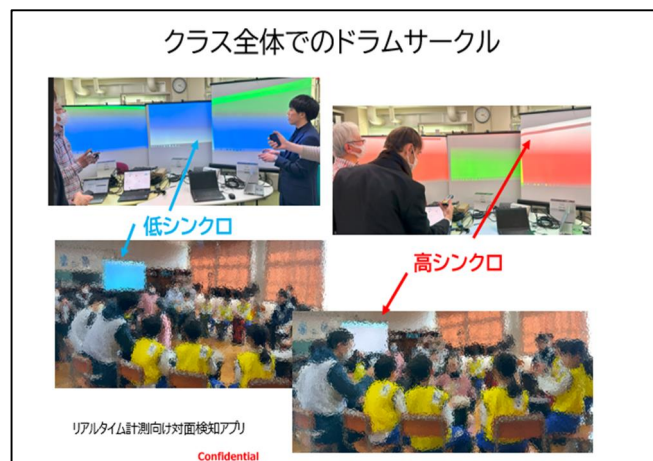 クラス全体でのドラムサークル
低シンクロ
高シンクロ
リアルタイム計測向け対面検知アプリ
Confidential